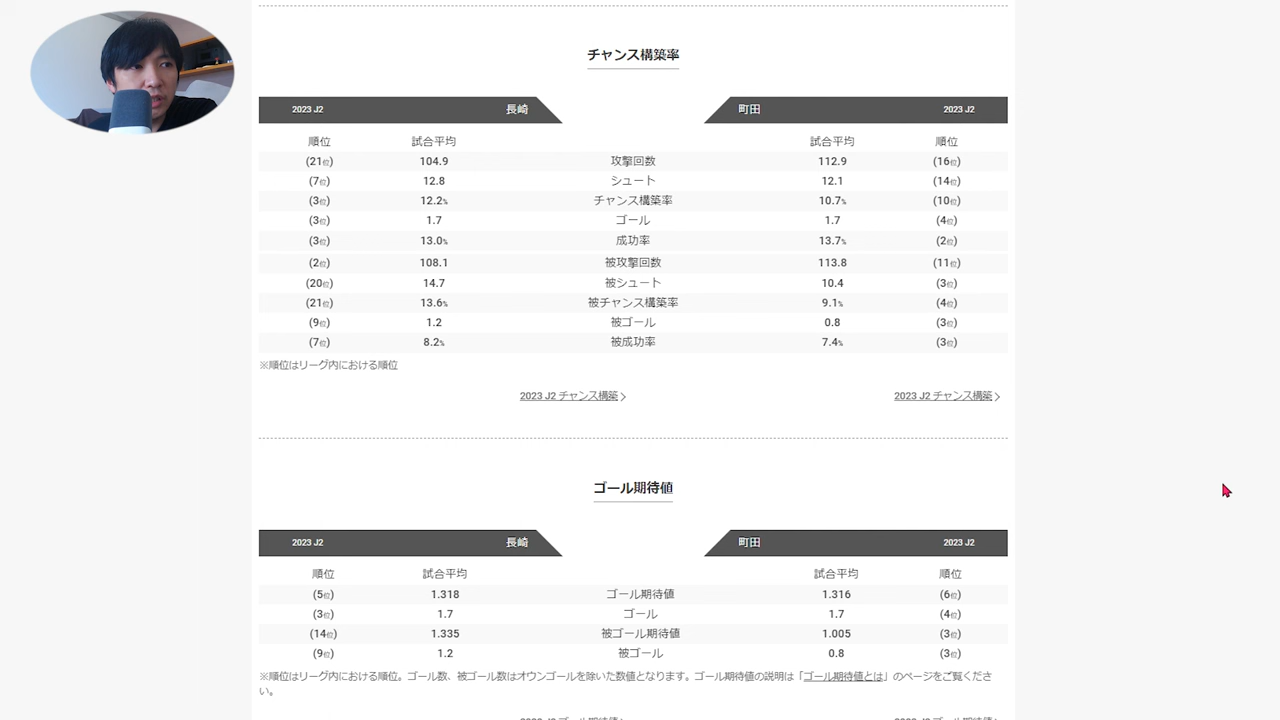 チャンス構築率
2023 J2 長崎 町田 2023 J2
順位 試合平均 試合平均 順位
(21位) 104.9 攻撃回数 112.9 (16位)
(7位) 12.8 シュート 12.1 (14位)
(3位) 12.2% チャンス構築率 10.7% (10位)
(3位) 1.7 ゴール 1.7 (4位)
(3位) 13.0% 成功率 13.7% (2位)
(2位) 108.1 被攻撃回数 113.8 (11位)
(20位) 14.7 被シュート 10.4 (3位)
(21位) 13.6% 被チャンス構築率 9.1% (4位)
(9位) 1.2 被ゴール 0.8 (3位)
(7位) 8.2% 被成功率 7.4% (3位)
※順位はリーグ内における順位
2023 J2 チャンス構築 > 2023 J2 チャンス構築 >
ゴール期待値
2023 J2 長崎 町田 2023 J2
順位 試合平均 試合平均 順位
(5位) 1.318 ゴール期待値 1.316 (6位)
(3位) 1.7 ゴール 1.7 (4位)
(14位) 1.335 被ゴール期待値 1.005 (3位)
(9位) 1.2 被ゴール 0.8 (3位)
※順位はリーグ内における順位。ゴール数、被ゴール数はオウンゴールを除いた数値となります。ゴール期待値の説明は「ゴール期待値とは」のページをご覧くださ
い。